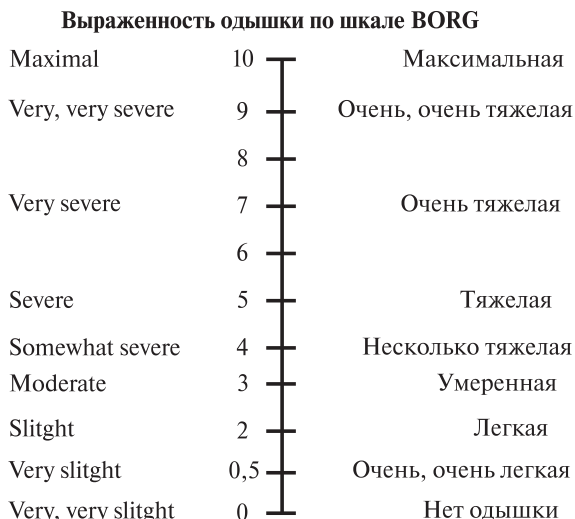 Выраженность одышки по шкале BORG
Maximal 10 Максимальная
Very, very severe 9 Очень, очень тяжелая
8
Very severe 7 Очень тяжелая
6
Severe 5 Тяжелая
Somewhat severe 4 Несколько тяжелая
Moderate 3 Умеренная
Slitght 2 Легкая
Very slitght 0,5 Очень, очень легкая
Very, very slitght 0 Нет одышки